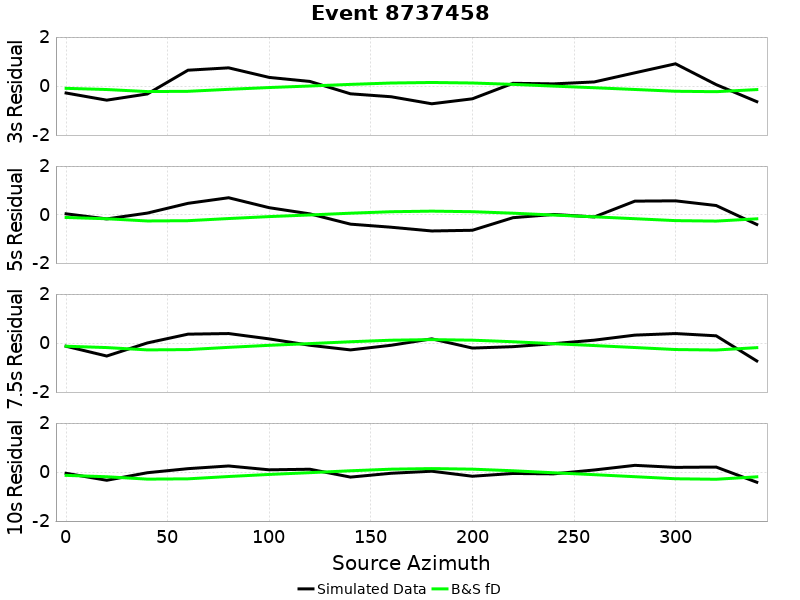 Event 8737458
3s Residual
2
0
-2
5s Residual
2
0
-2
7.5s Residual
2
0
-2
10s Residual
2
0
-2
0 50 100 150 200 250 300
Source Azimuth
Simulated Data B&S fD